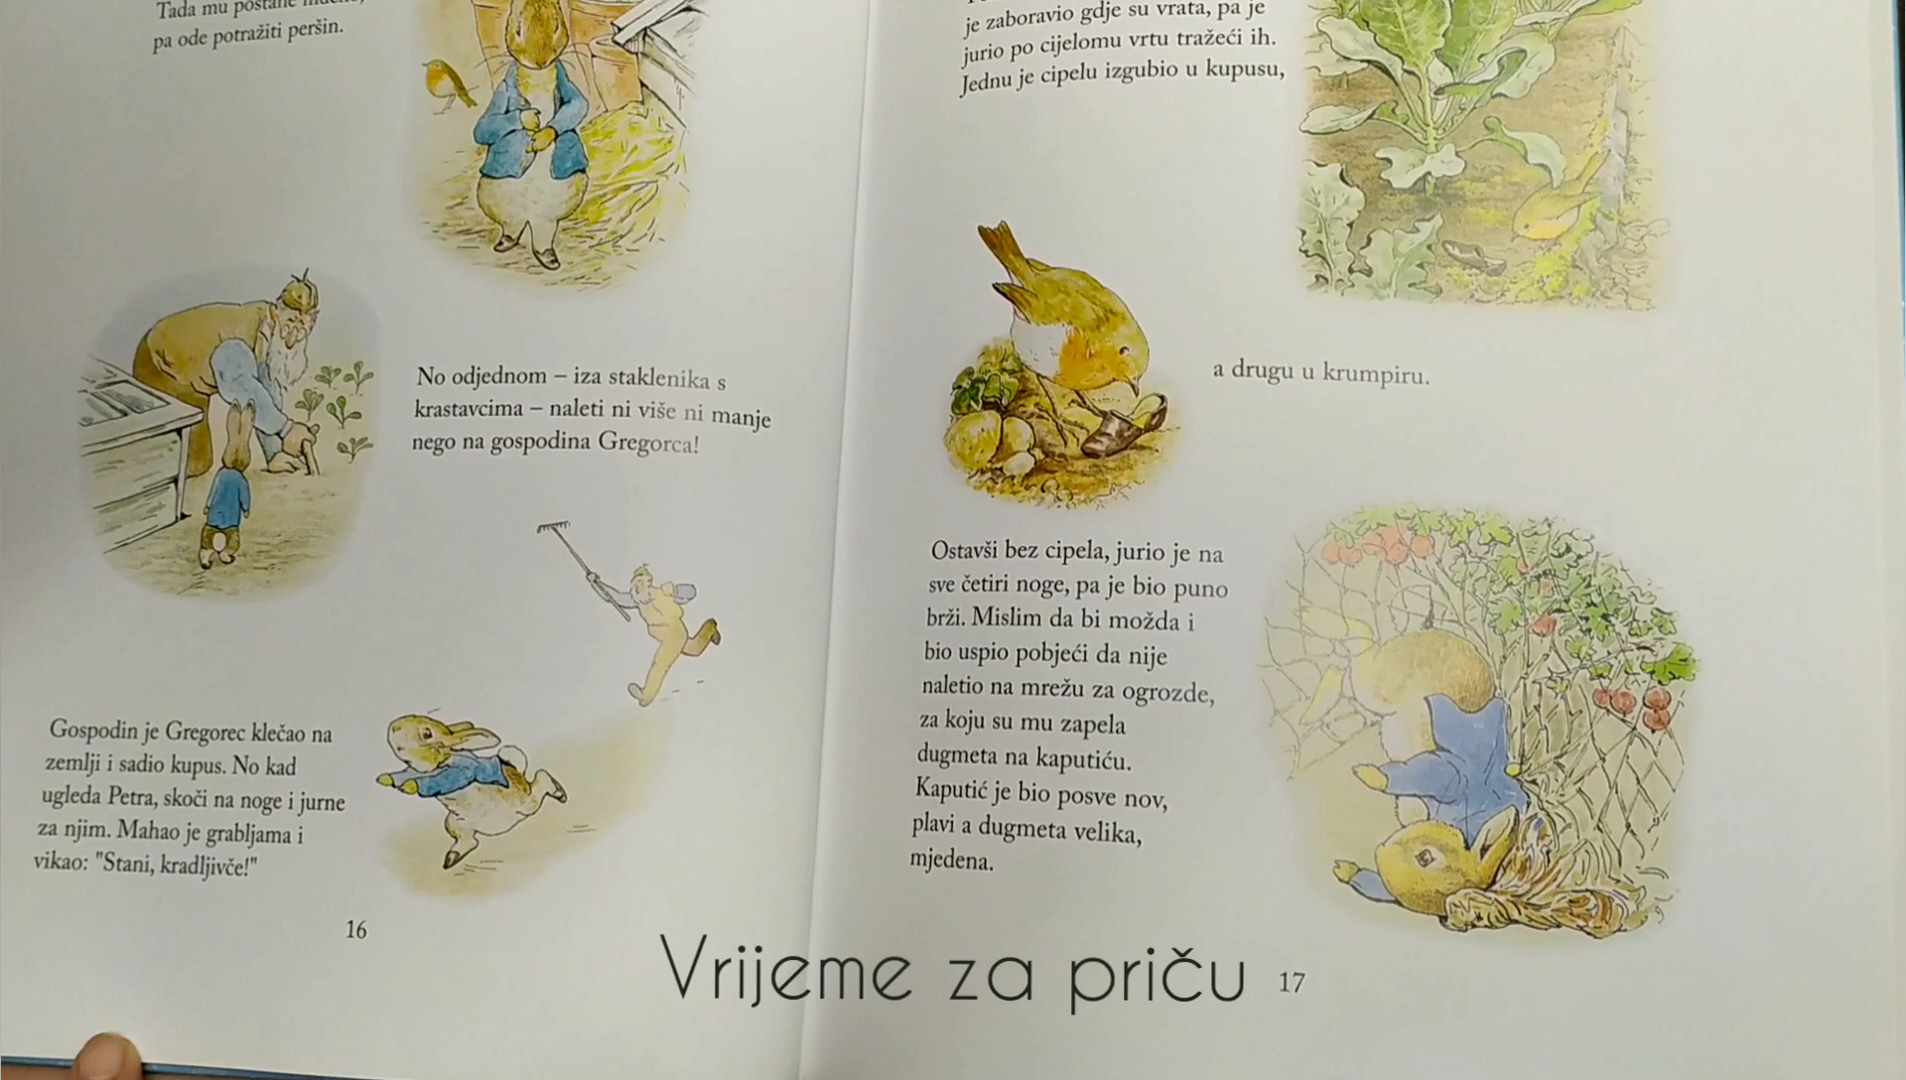 Tada mu postane
pa ode potražiti peršin.
No odjednom – iza staklenika s
krastavcima – naleti ni više ni manje
nego na gospodina Gregorca!
Gospodin je Gregorec klečao na
zemlji i sadio kupus. No kad
ugleda Petra, skoči na noge i jurne
za njim. Mahao je grabljama i
vikao: "Stani, kradljivče!"
16
je zaboravio gdje su vrata, pa je
jurio po cijelomu vrtu tražeći ih.
Jednu je cipelu izgubio u kupusu,
a drugu u krumpiru.
Ostavši bez cipela, jurio je na
sve četiri noge, pa je bio puno
brži. Mislim da bi možda i
bio uspio pobjeći da nije
naletio na mrežu za ogrozde,
za koju su mu zapela
dugmeta na kaputiću.
Kaputić je bio posve nov,
plavi a dugmeta velika,
mjedena.
17
Vrijeme za priču